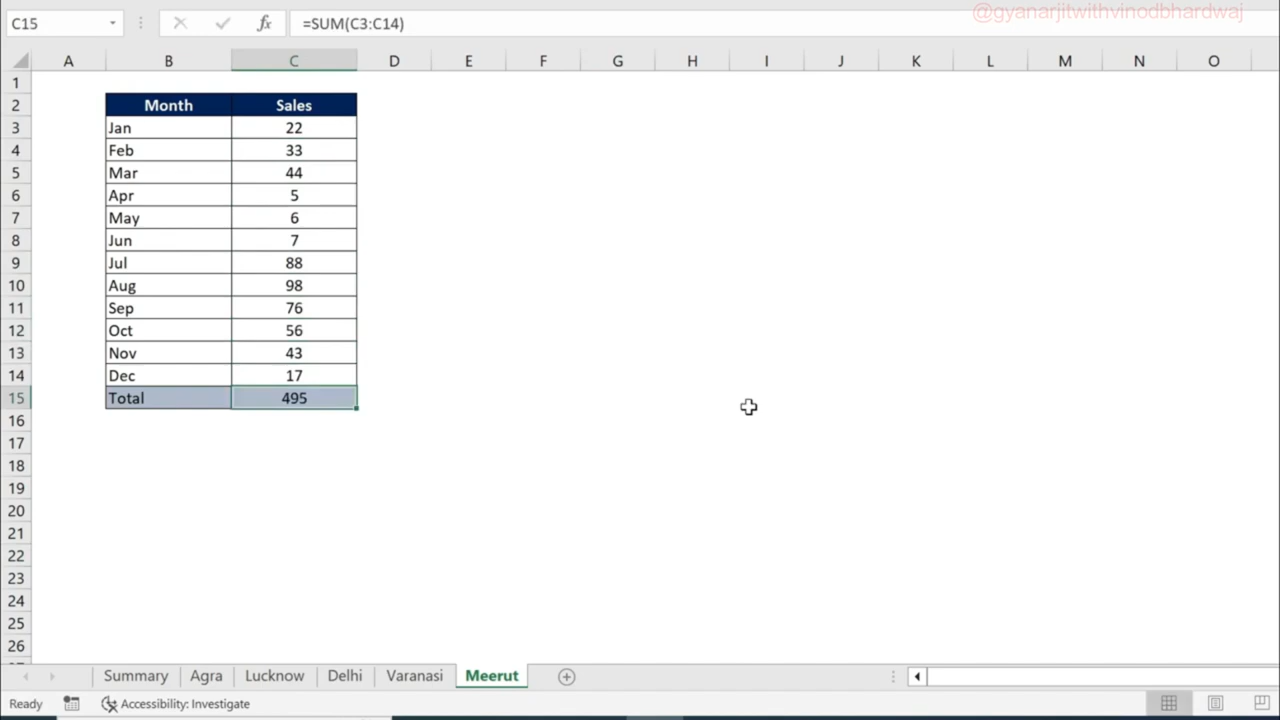 @gyanarjitwithvinodbhardwaj
C15 fx =SUM(C3:C14)
A B C D E F G H I J K L M N O
1
2 Month Sales
3 Jan 22
4 Feb 33
5 Mar 44
6 Apr 5
7 May 6
8 Jun 7
9 Jul 88
10 Aug 98
11 Sep 76
12 Oct 56
13 Nov 43
14 Dec 17
15 Total 495
16
17
18
19
20
21
22
23
24
25
26
Summary Agra Lucknow Delhi Varanasi Meerut
Ready Accessibility: Investigate